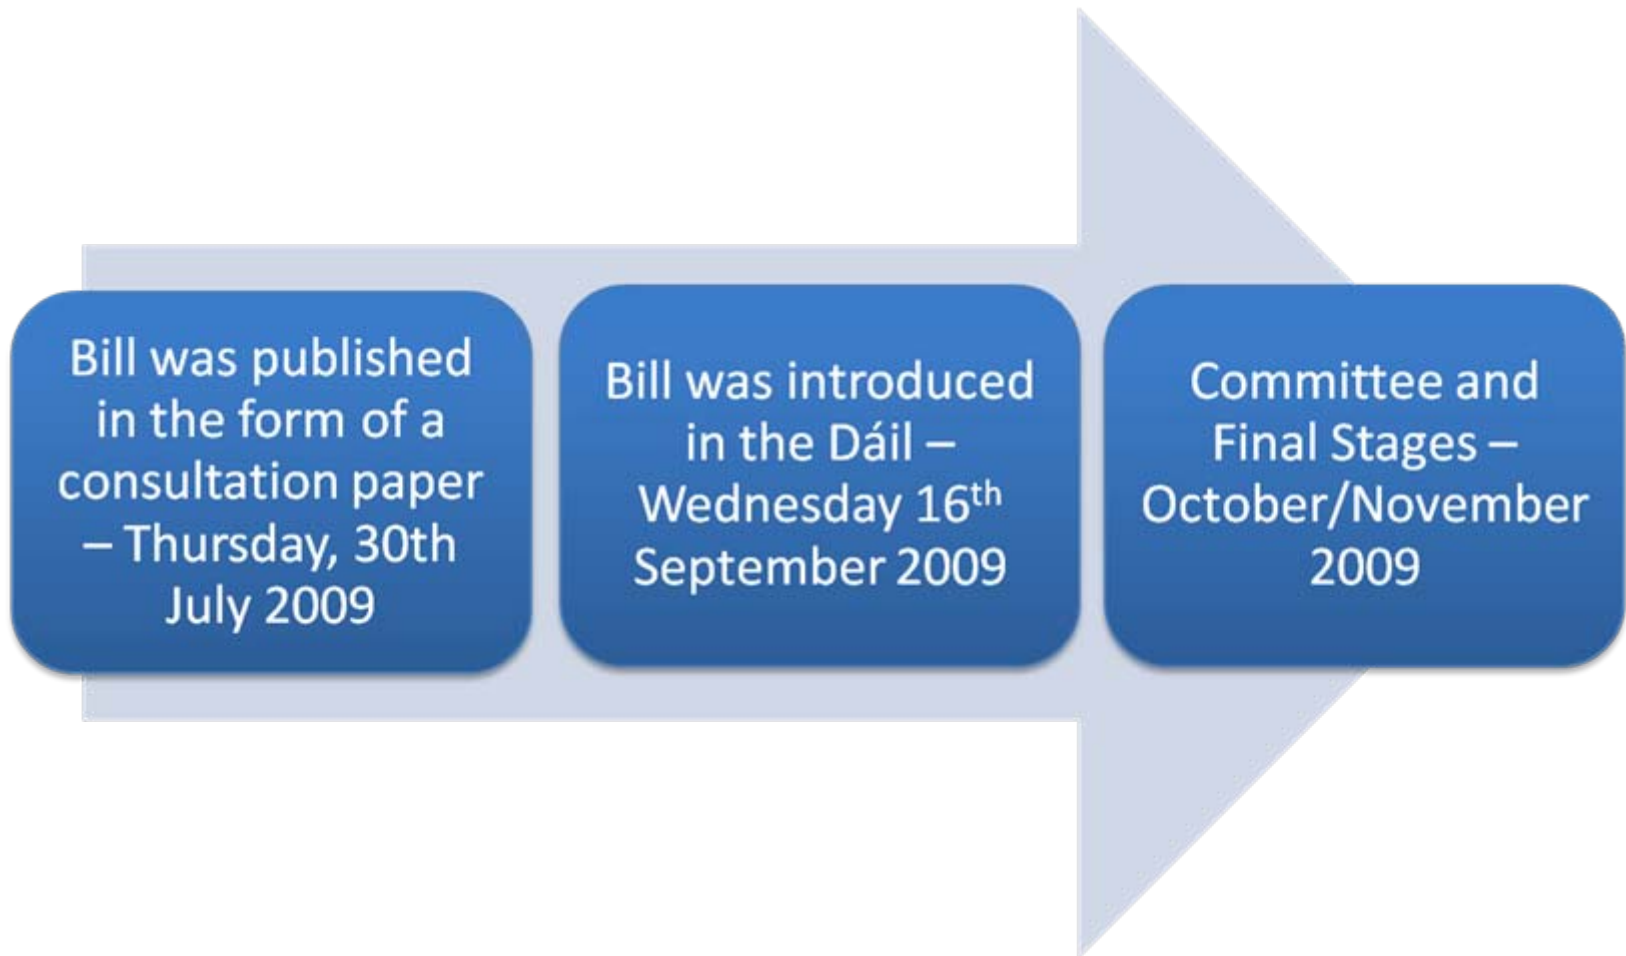 Bill was published
in the form of a
consultation paper
– Thursday, 30th
July 2009
Bill was introduced
in the Dáil –
Wednesday 16th
September 2009
Committee and
Final Stages –
October/November
2009